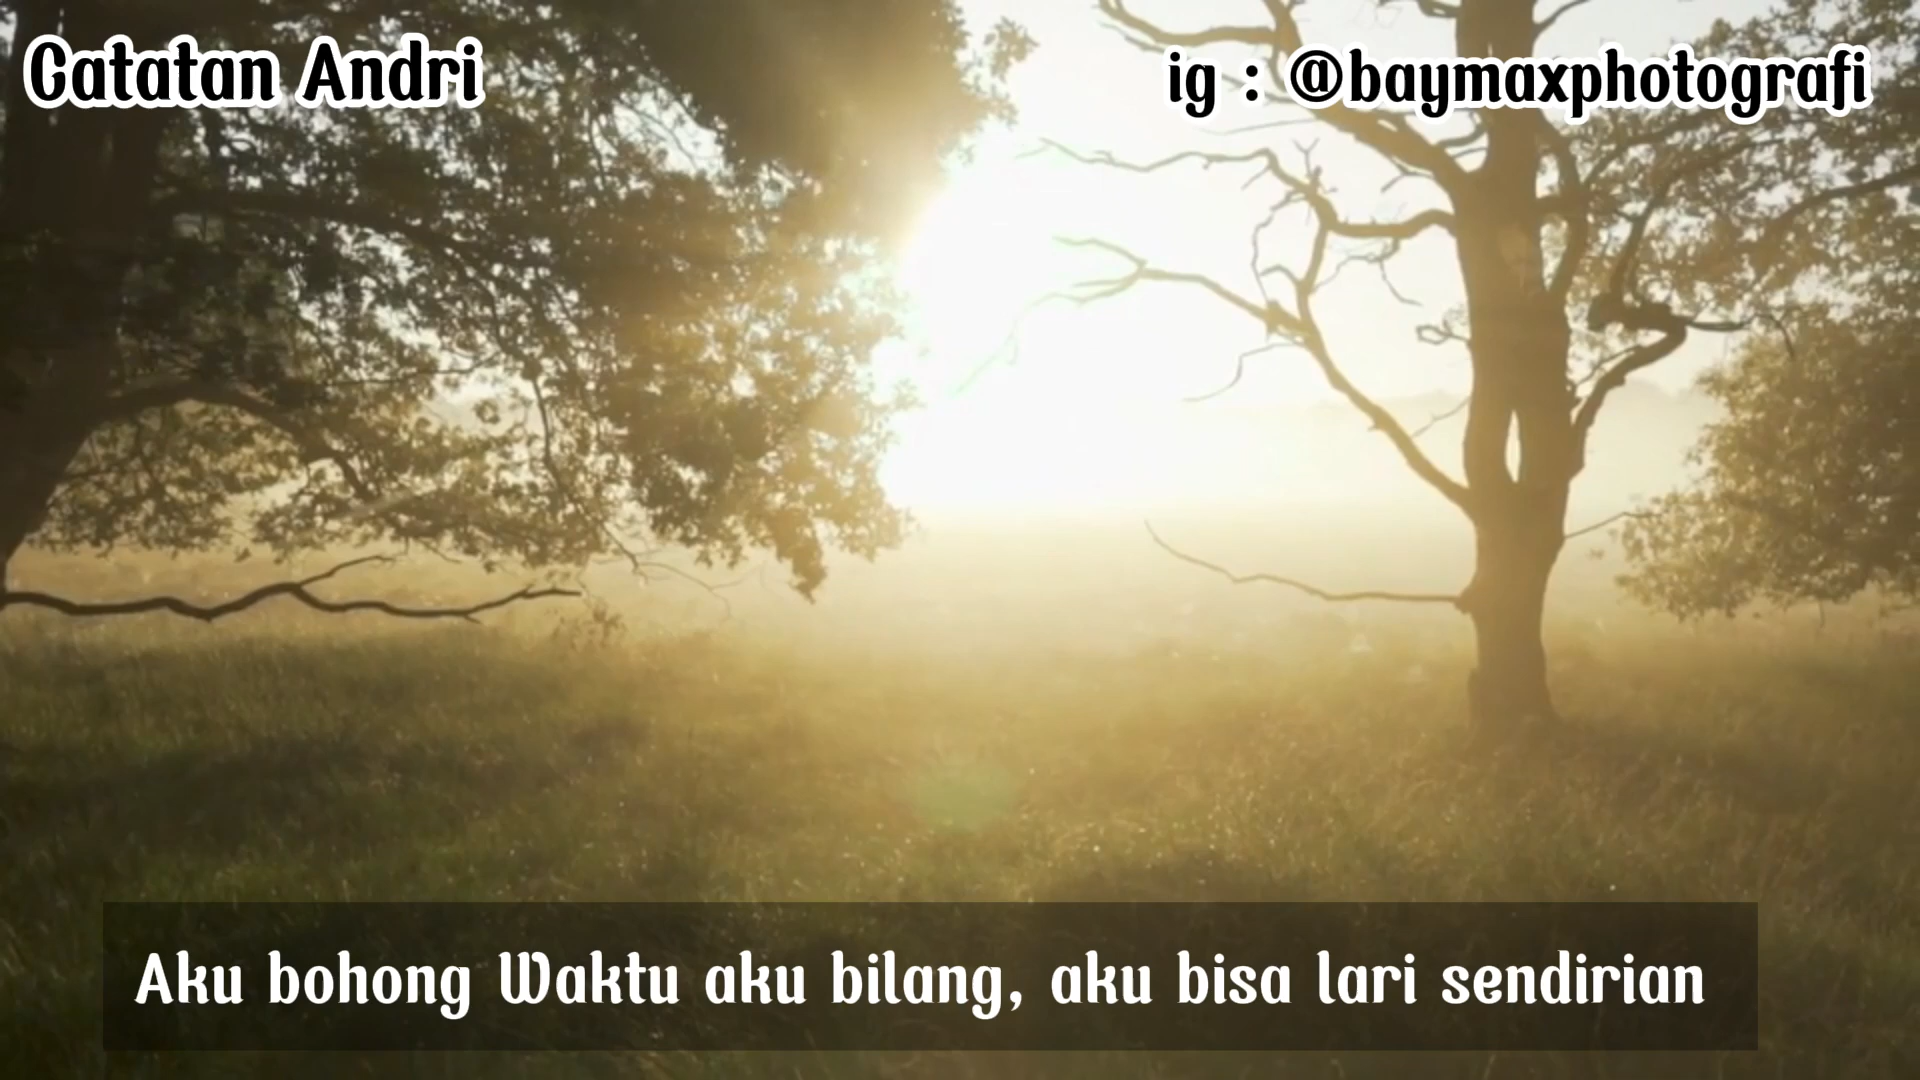 Catatan Andri
ig : @baymaxphotografi
Aku bohong Waktu aku bilang, aku bisa lari sendirian